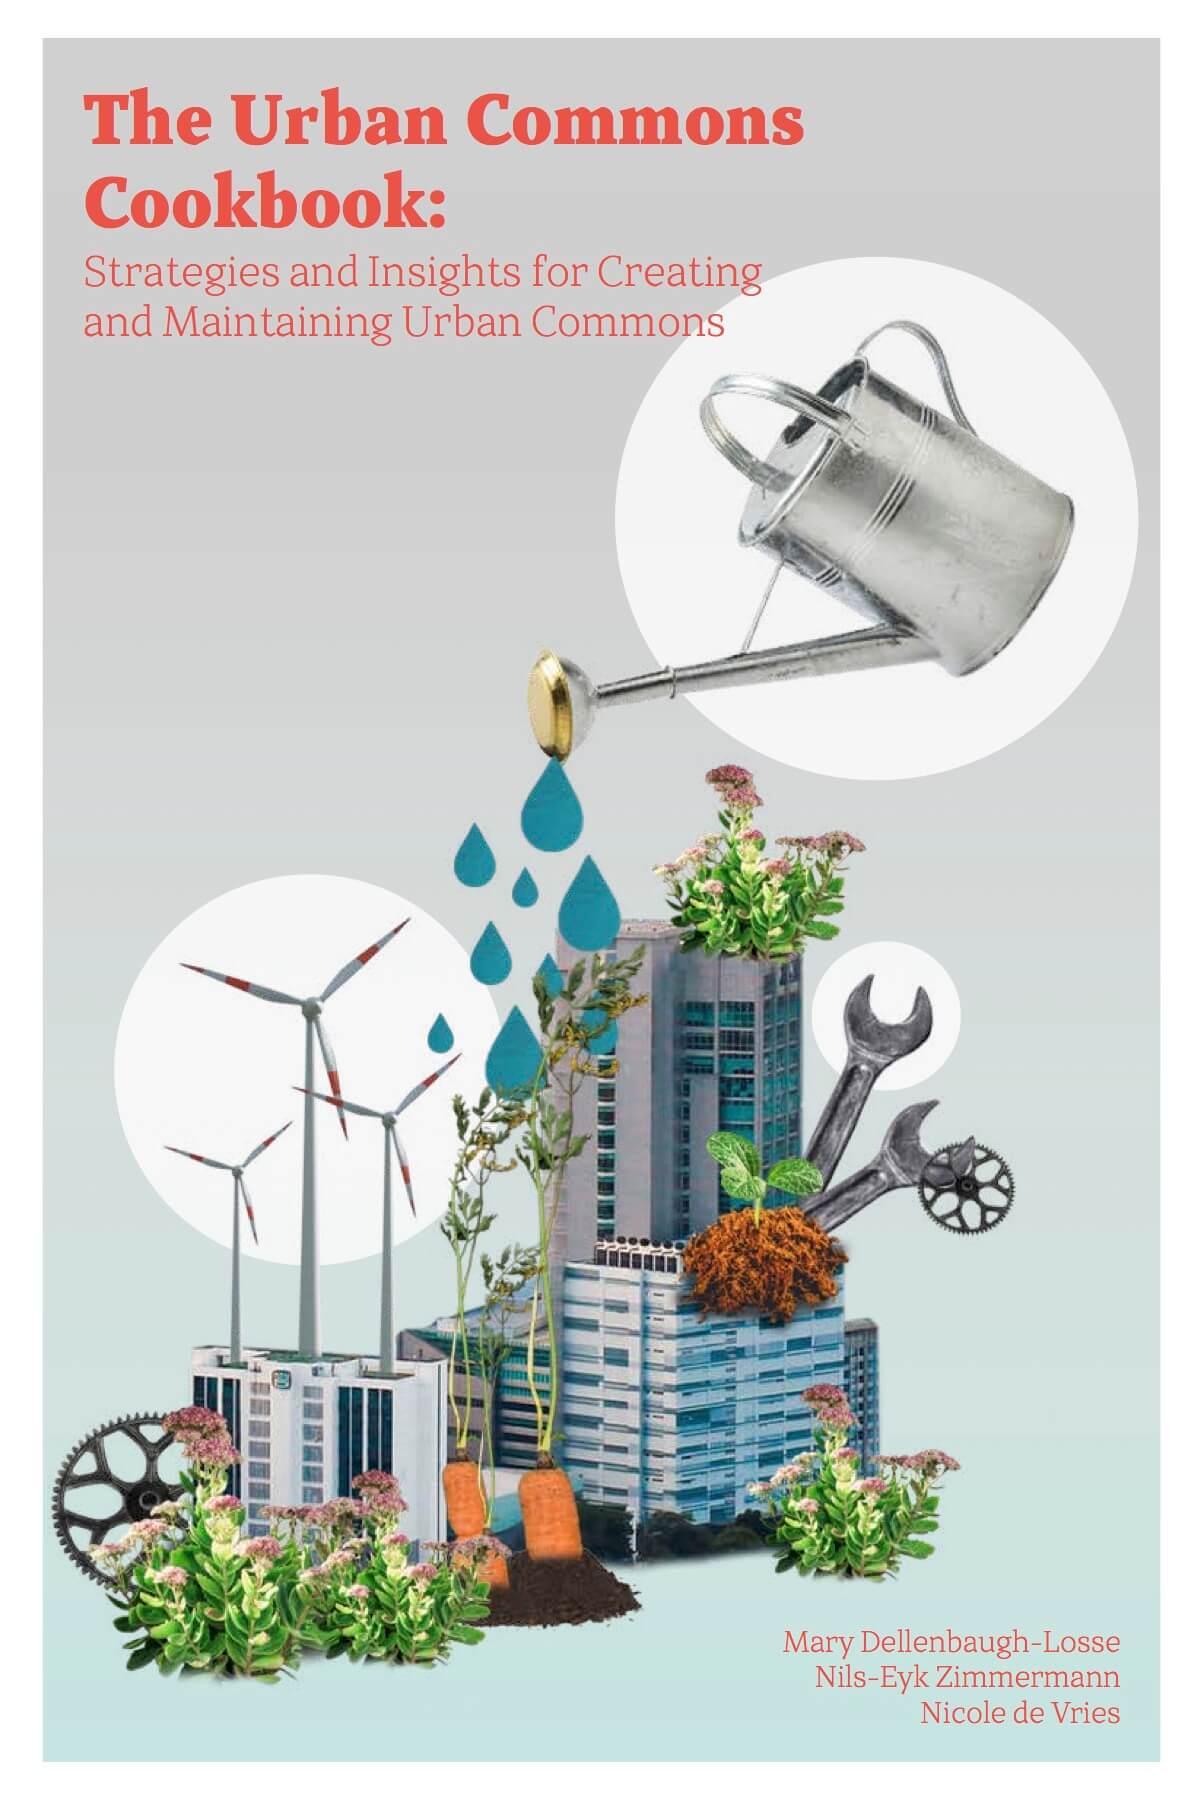 The Urban Commons
Cookbook:
Strategies and Insights for Creating
and Maintaining Urban Commons
Mary Dellenbaugh-Losse
Nils-Eyk Zimmermann
Nicole de Vries